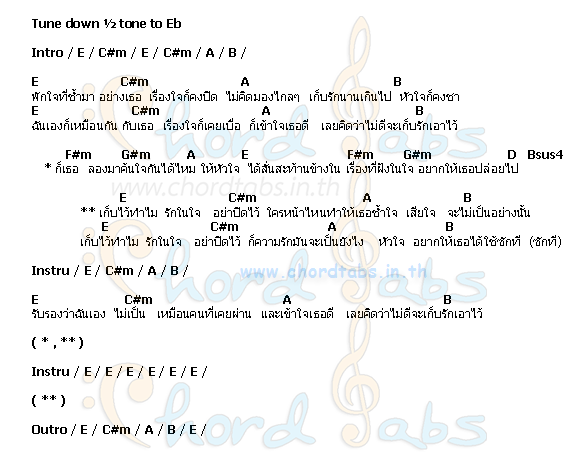 Tune down ½ tone to Eb
Intro / E / C#m / E / C#m / A / B /
E C#m A B
พักใจที่ช้ำมา อย่างเธอ เรื่องใจก็คงปิด ไม่คิดมองไกลๆ เก็บรักนานเกินไป หัวใจก็คงชา
E C#m A B
ฉันเองก็เหมือนกัน กับเธอ เรื่องใจก็เคยเบื่อ ก็เข้าใจเธอดี เลยคิดว่าไม่ดีจะเก็บรักเอาไว้
F#m G#m A E F#m G#m D Bsus4
* ก็เธอ ลองมาค้นใจกันได้ไหม ให้หัวใจ ได้สั่นสะท้านข้างใน เรื่องที่ฝังในใจ อยากให้เธอปล่อยไป
www.chordtabs.in.th
E C#m A B
** เก็บไว้ทำไม รักในใจ อย่าปิดไว้ ใครหน้าไหนทำให้เธอช้ำใจ เสียใจ จะไม่เป็นอย่างนั้น
E C#m A B
เก็บไว้ทำไม รักในใจ อย่าปิดไว้ ก็ความรักมันจะเป็นยังไง หัวใจ อยากให้เธอได้ใช้ซักที (ซักที)
Instru / E / C#m / A / B /
www.chordtabs.in.th
E C#m A B
รับรองว่าฉันเอง ไม่เป็น เหมือนคนที่เคยผ่าน และเข้าใจเธอดี เลยคิดว่าไม่ดีจะเก็บรักเอาไว้
( * , ** )
Instru / E / E / E / E / E / E /
( ** )
Outro / E / C#m / A / B / E /
Chord Tabs